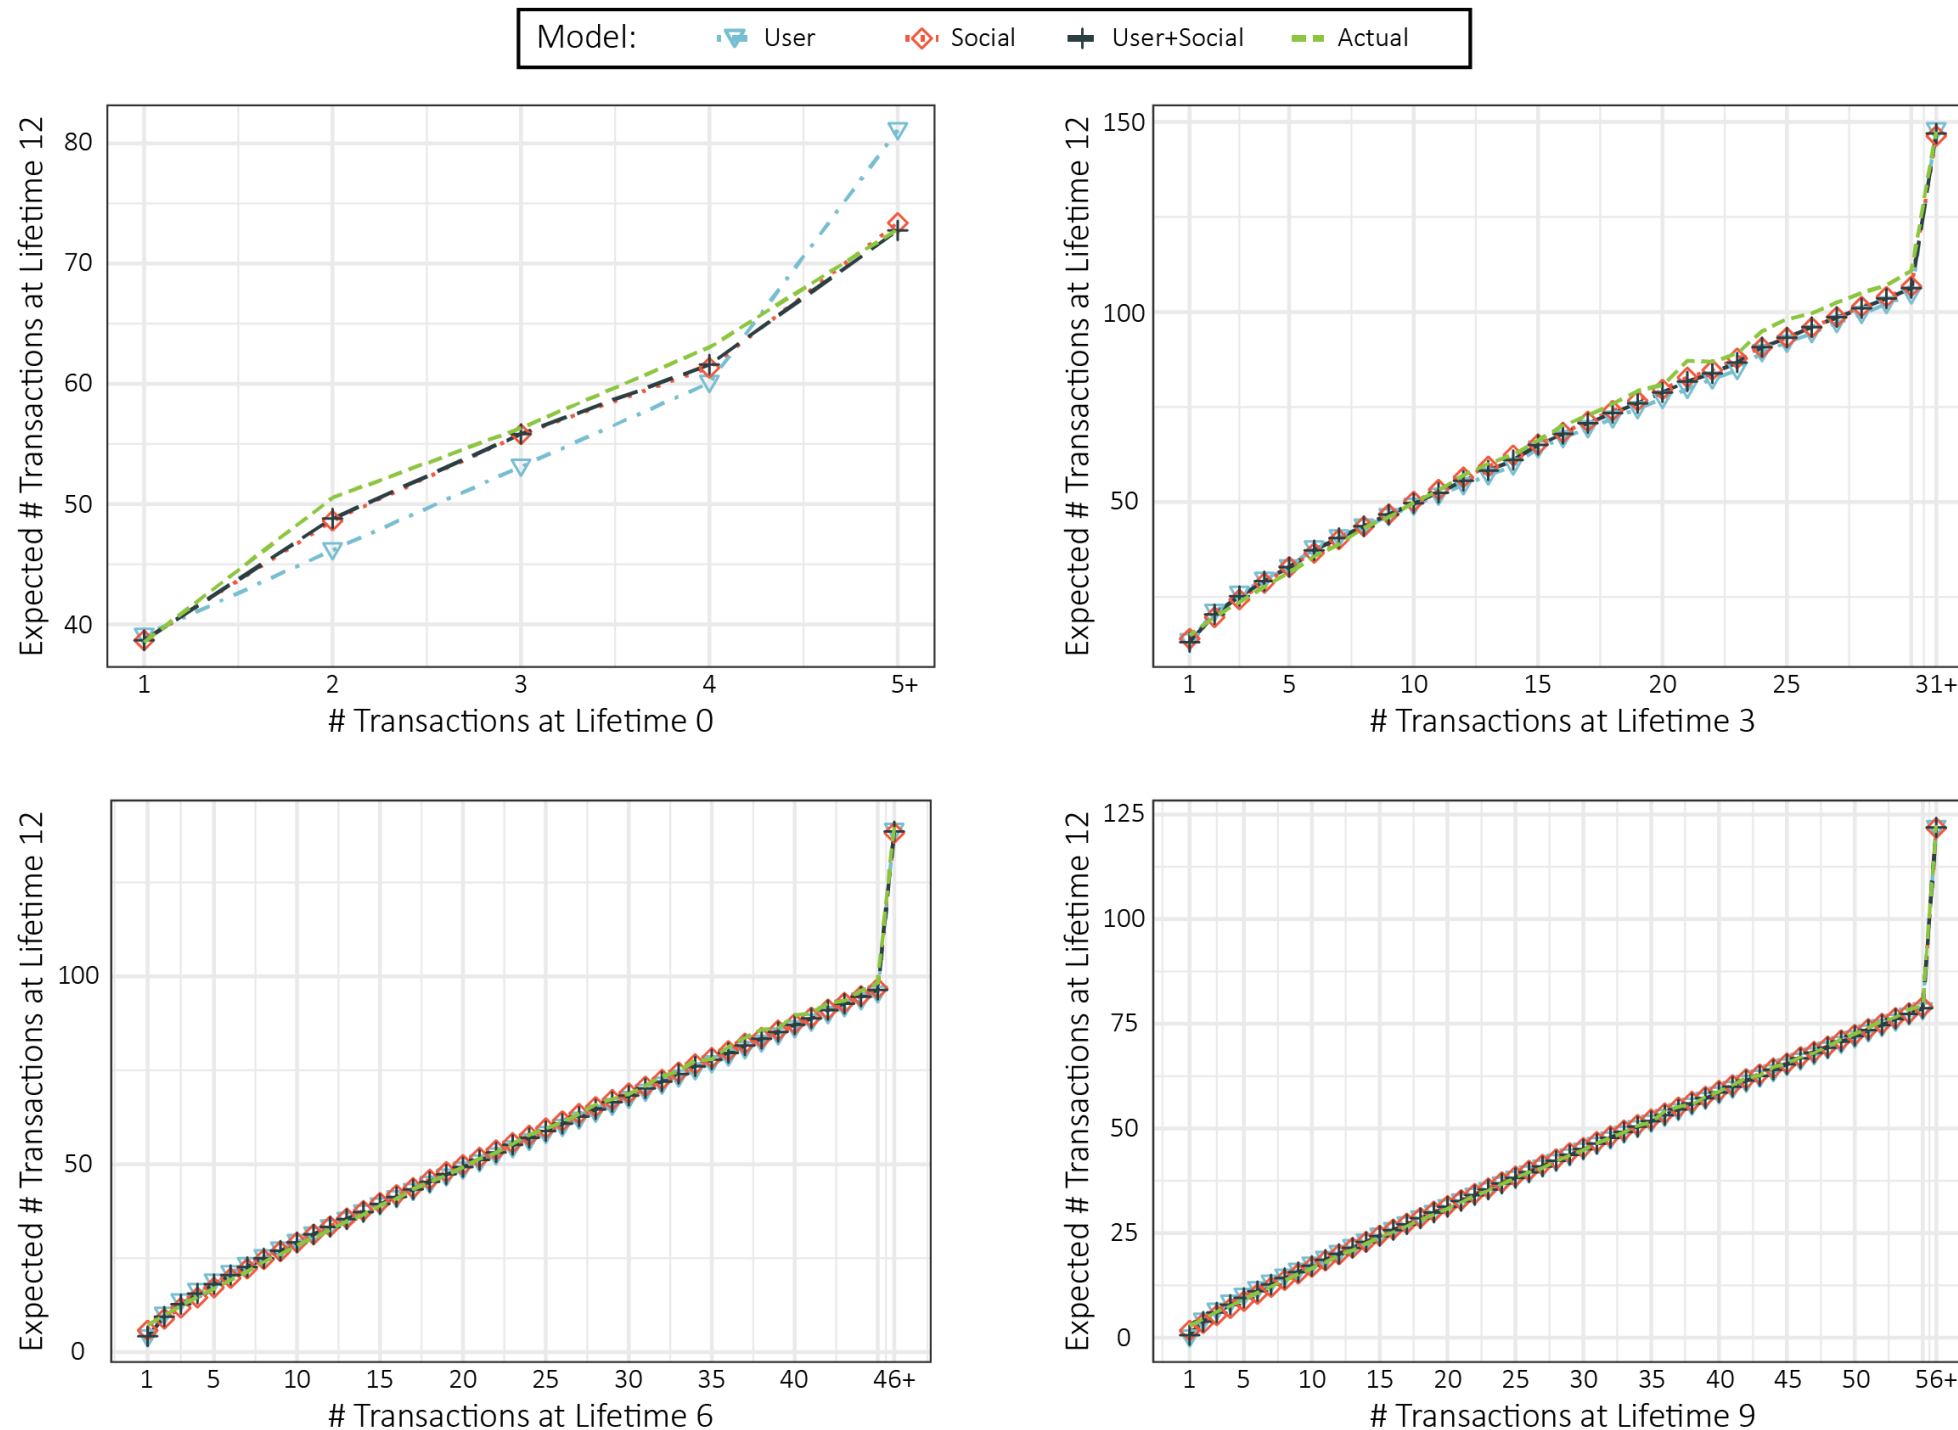 Model: User Social User+Social Actual
Expected # Transactions at Lifetime 12
80
70
60
50
40
1 2 3 4 5+
# Transactions at Lifetime 0
Expected # Transactions at Lifetime 12
150
100
50
1 5 10 15 20 25 31+
# Transactions at Lifetime 3
Expected # Transactions at Lifetime 12
100
50
0
1 5 10 15 20 25 30 35 40 46+
# Transactions at Lifetime 6
Expected # Transactions at Lifetime 12
125
100
75
50
25
0
1 5 10 15 20 25 30 35 40 45 50 56+
# Transactions at Lifetime 9